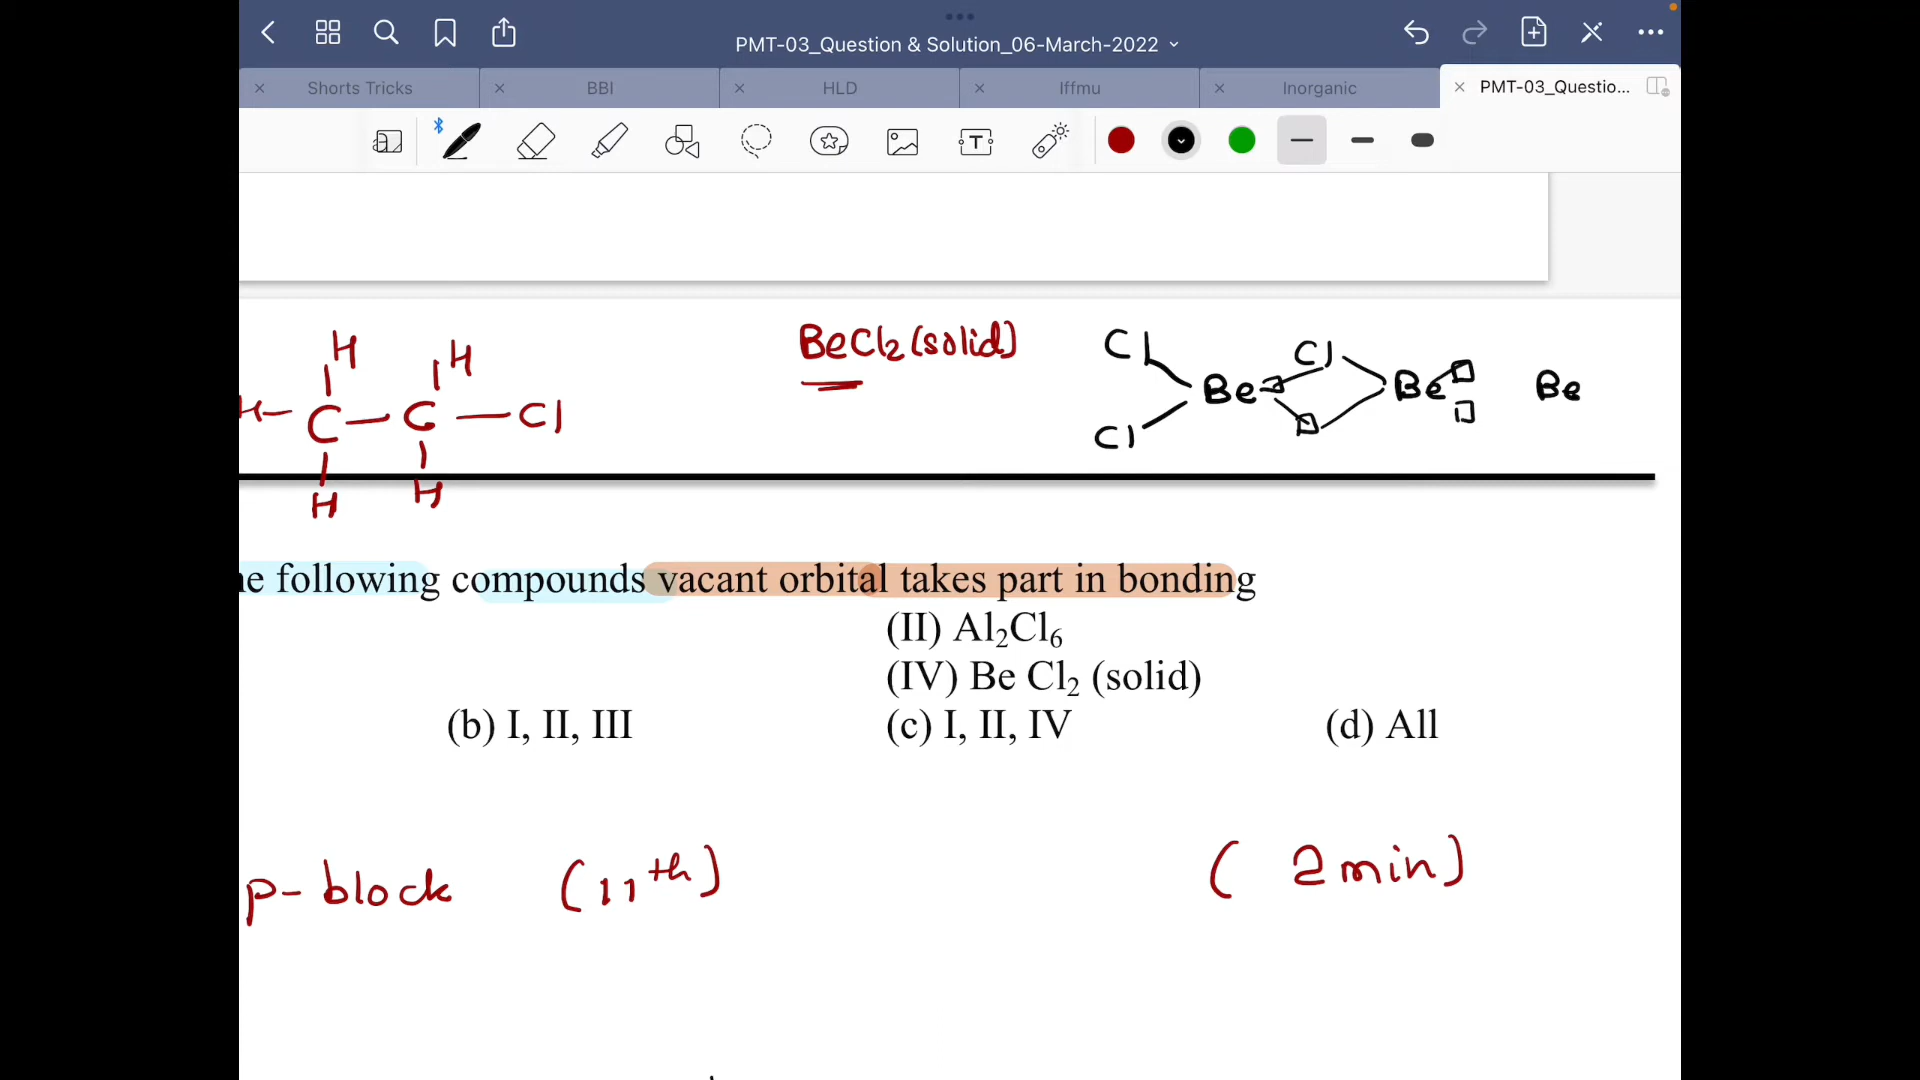 PMT-03_Question & Solution_06-March-2022
Shorts Tricks
BBI
HLD
Iffmu
Inorganic
PMT-03_Questio...
T
H H
H - C - C - Cl
H H
BeCl2 (solid)
Cl Cl
Be Be Be
Cl
following compounds vacant orbital takes part in bonding
(II) Al₂Cl₆
(IV) Be Cl₂ (solid)
(b) I, II, III (c) I, II, IV (d) All
p-block (11th) (2 min)